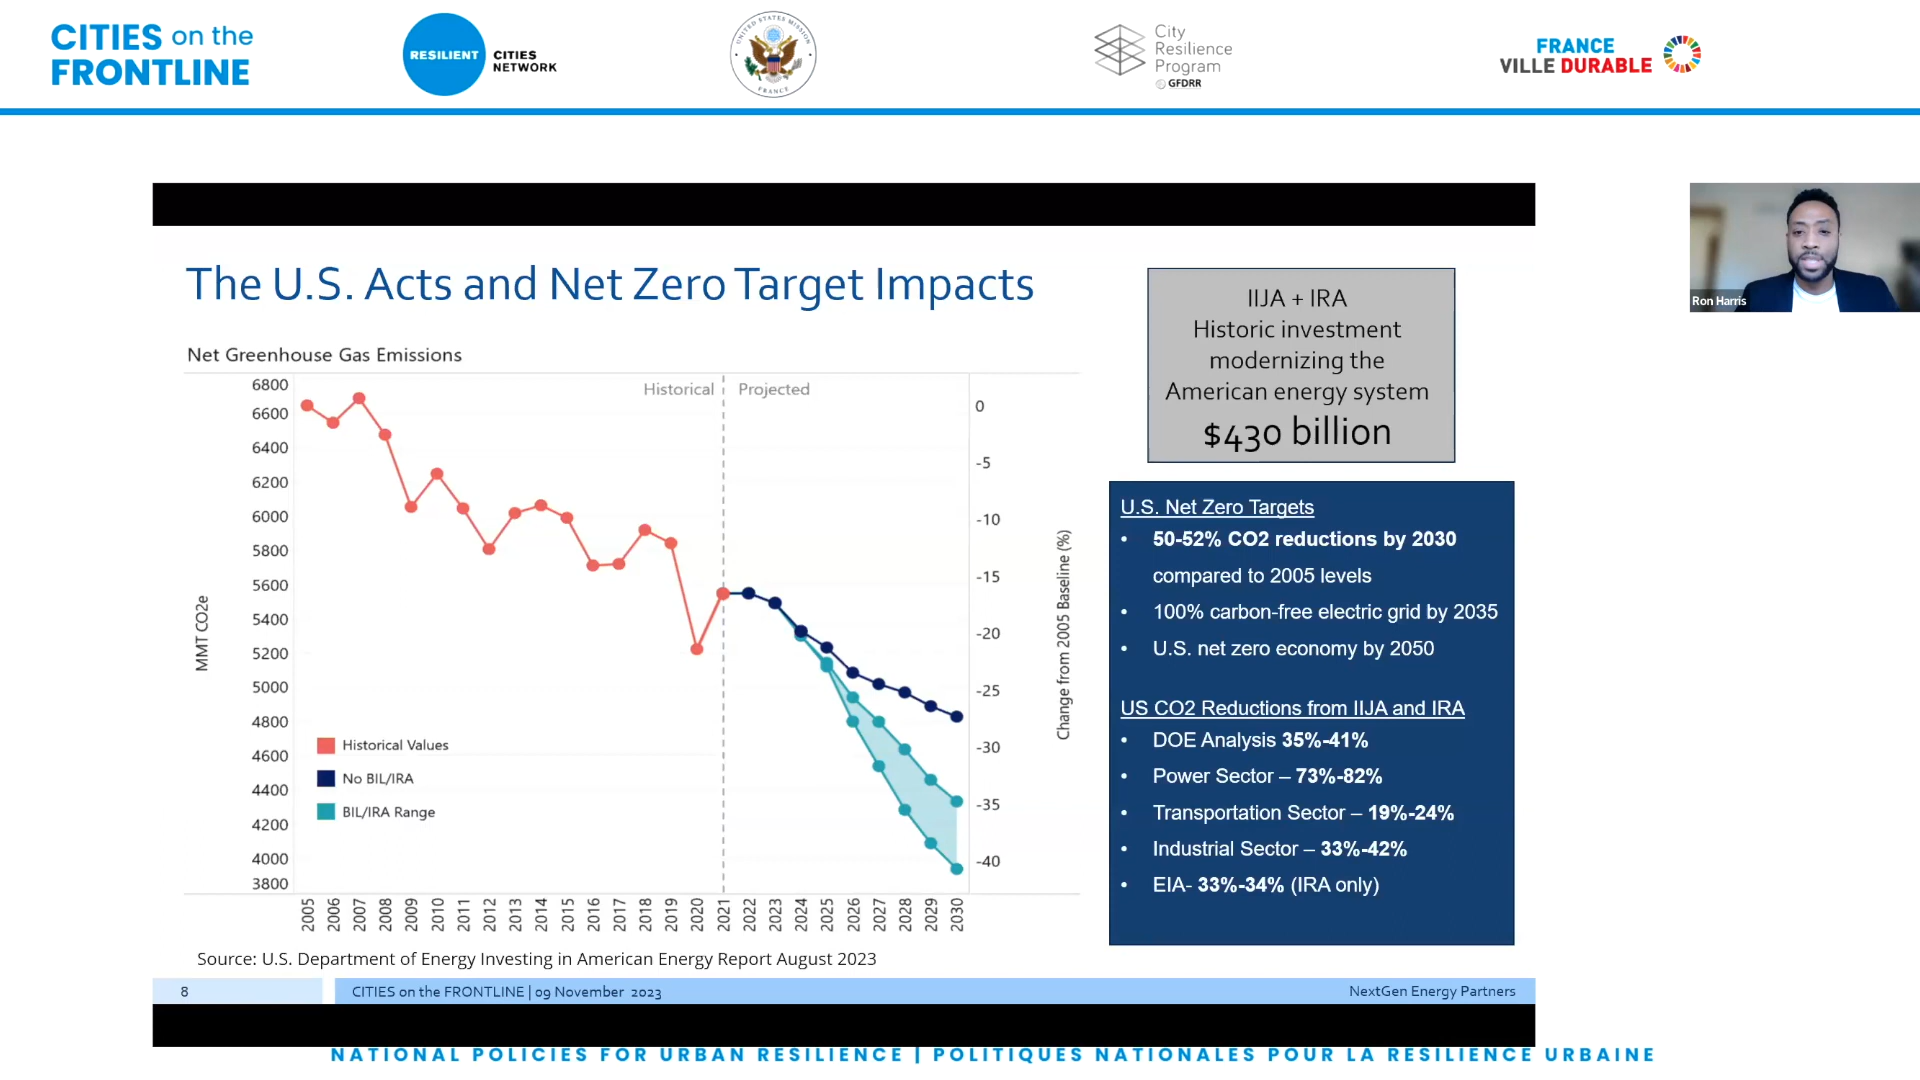 CITIES on the
FRONTLINE
RESILIENT CITIES
NETWORK
UNITED STATES MISSION
FRANCE
City
Resilience
Program
GFDRR
FRANCE
VILLE DURABLE
Ron Harris
The U.S. Acts and Net Zero Target Impacts
IIJA + IRA
Historic investment
modernizing the
American energy system
$430 billion
Net Greenhouse Gas Emissions
Historical
Projected
6800
6600
6400
6200
6000
5800
5600
5400
5200
5000
4800
4600
4400
4200
4000
3800
MMT CO2e
0
-5
-10
-15
-20
-25
-30
-35
-40
Change from 2005 Baseline (%)
Historical Values
No BIL/IRA
BIL/IRA Range
2005 2006 2007 2008 2009 2010 2011 2012 2013 2014 2015 2016 2017 2018 2019 2020 2021 2022 2023 2024 2025 2026 2027 2028 2029 2030
U.S. Net Zero Targets
• 50-52% CO2 reductions by 2030
compared to 2005 levels
• 100% carbon-free electric grid by 2035
• U.S. net zero economy by 2050
US CO2 Reductions from IIJA and IRA
• DOE Analysis 35%-41%
• Power Sector – 73%-82%
• Transportation Sector – 19%-24%
• Industrial Sector – 33%-42%
• EIA- 33%-34% (IRA only)
Source: U.S. Department of Energy Investing in American Energy Report August 2023
8
CITIES on the FRONTLINE | 09 November 2023
NextGen Energy Partners
NATIONAL POLICIES FOR URBAN RESILIENCE | POLITIQUES NATIONALES POUR LA RESILIENCE URBAINE